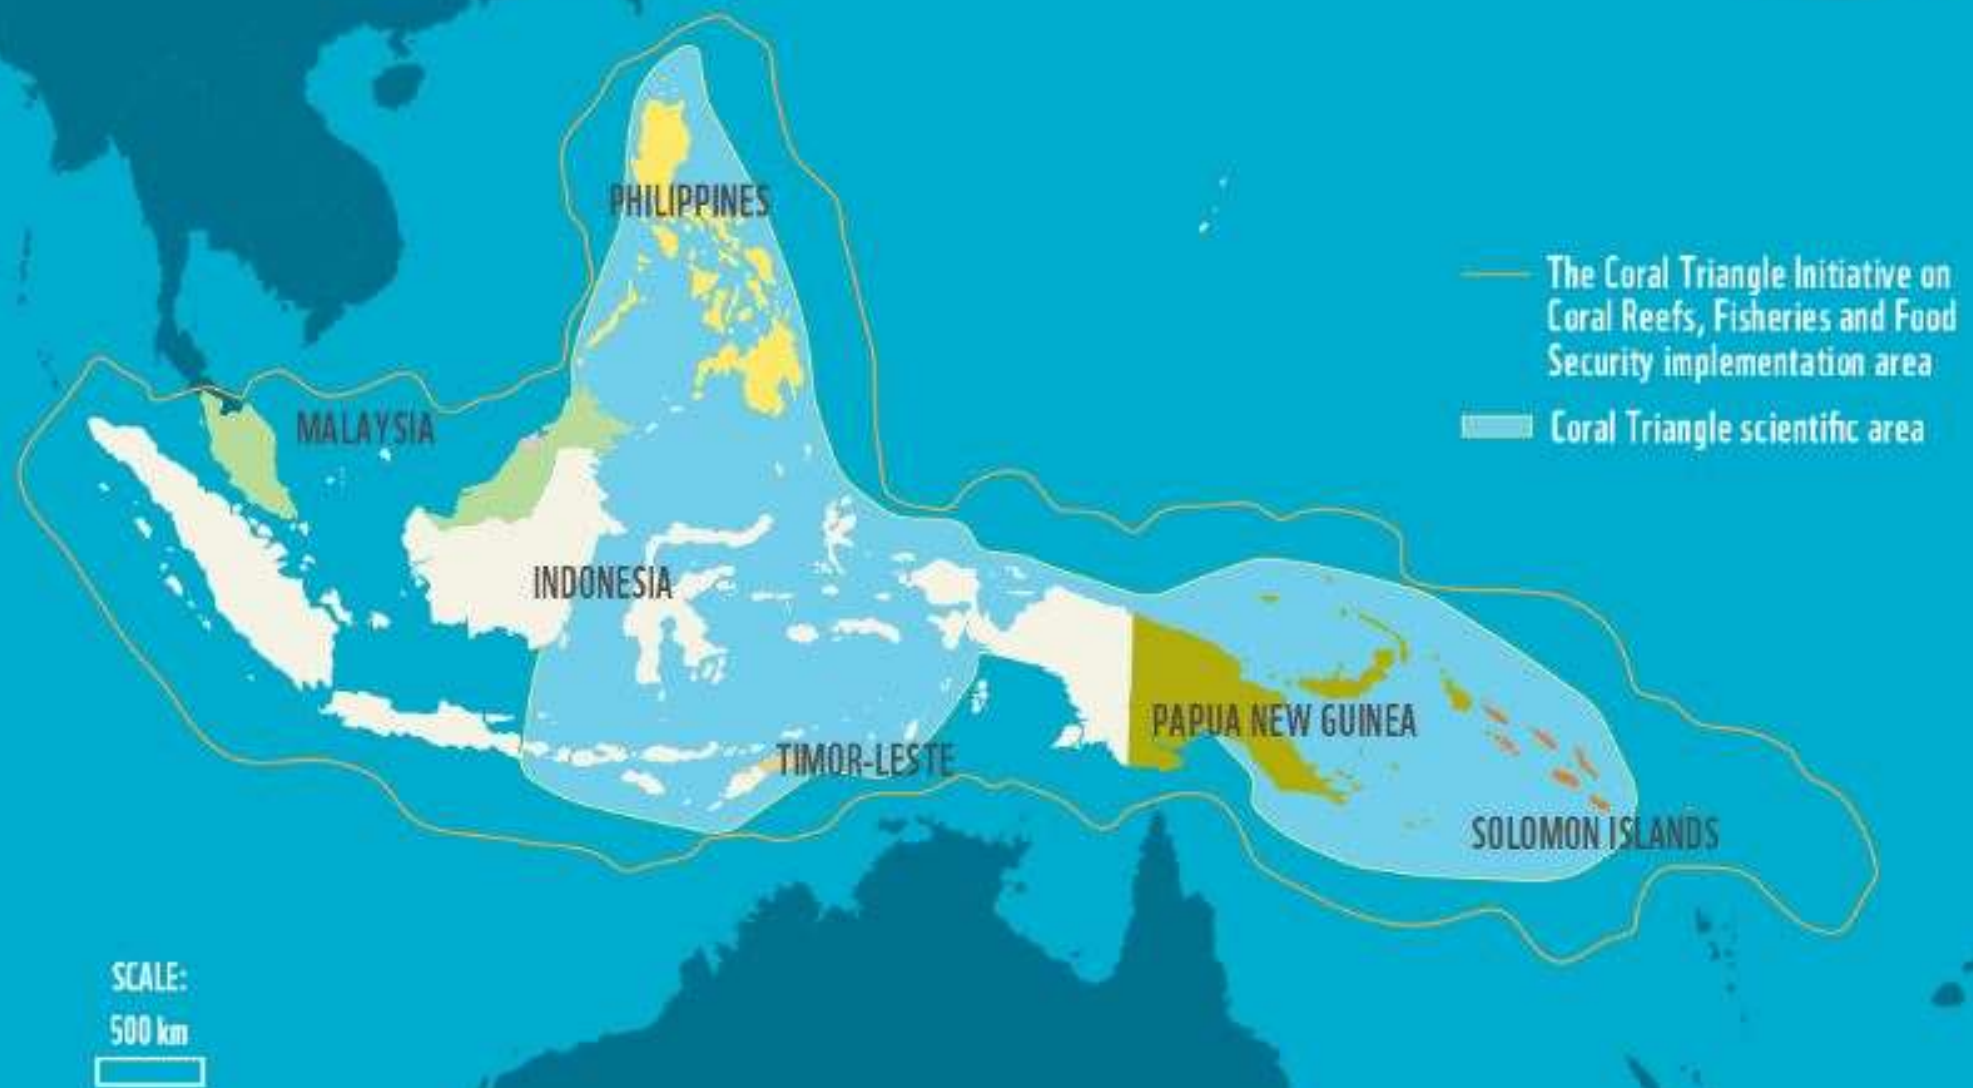 PHILIPPINES
The Coral Triangle Initiative on
Coral Reefs, Fisheries and Food
Security implementation area
MALAYSIA
Coral Triangle scientific area
INDONESIA
PAPUA NEW GUINEA
TIMOR-LESTE
SOLOMON ISLANDS
SCALE:
500 km